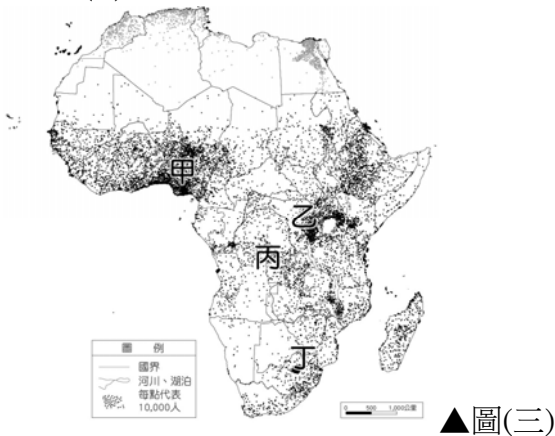 甲
乙
丙
丁
圖 例
國界
河川、湖泊
每點代表
10,000人
0 500 1,000公里
▲圖(三)